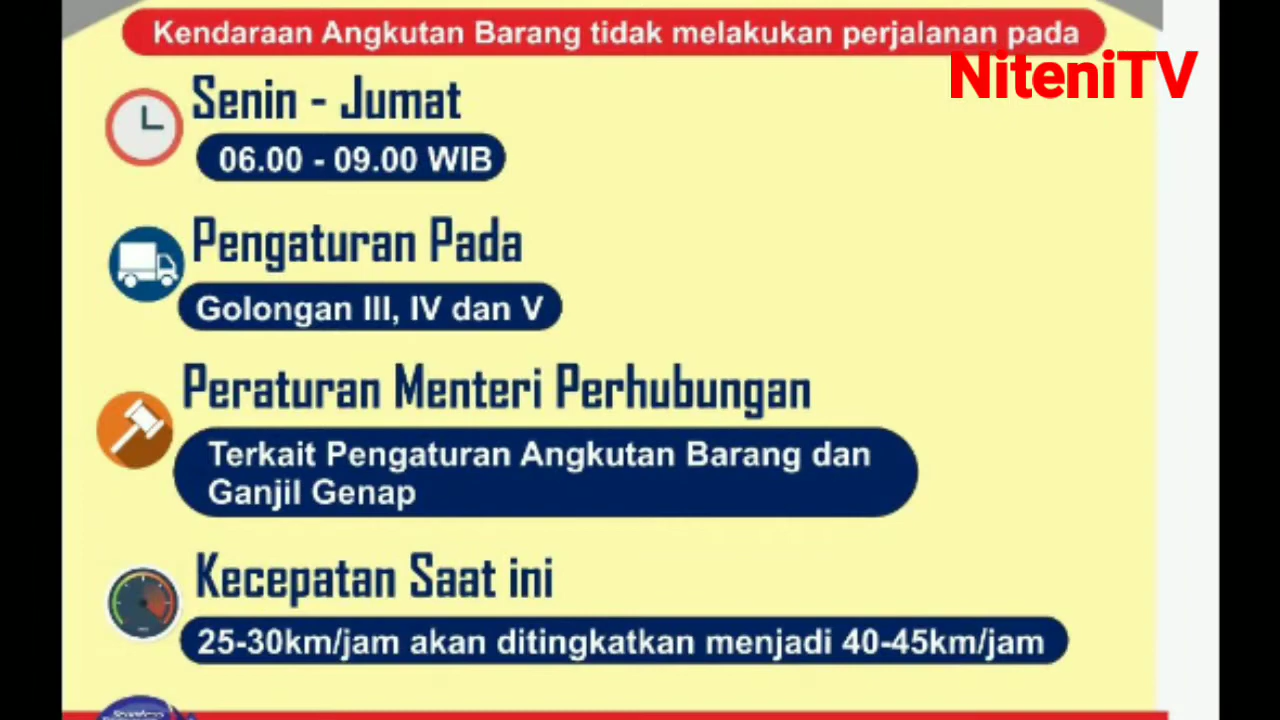 Kendaraan Angkutan Barang tidak melakukan perjalanan pada
NiteniTV
Senin - Jumat
06.00 - 09.00 WIB
Pengaturan Pada
Golongan III, IV dan V
Peraturan Menteri Perhubungan
Terkait Pengaturan Angkutan Barang dan
Ganjil Genap
Kecepatan Saat ini
25-30km/jam akan ditingkatkan menjadi 40-45km/jam